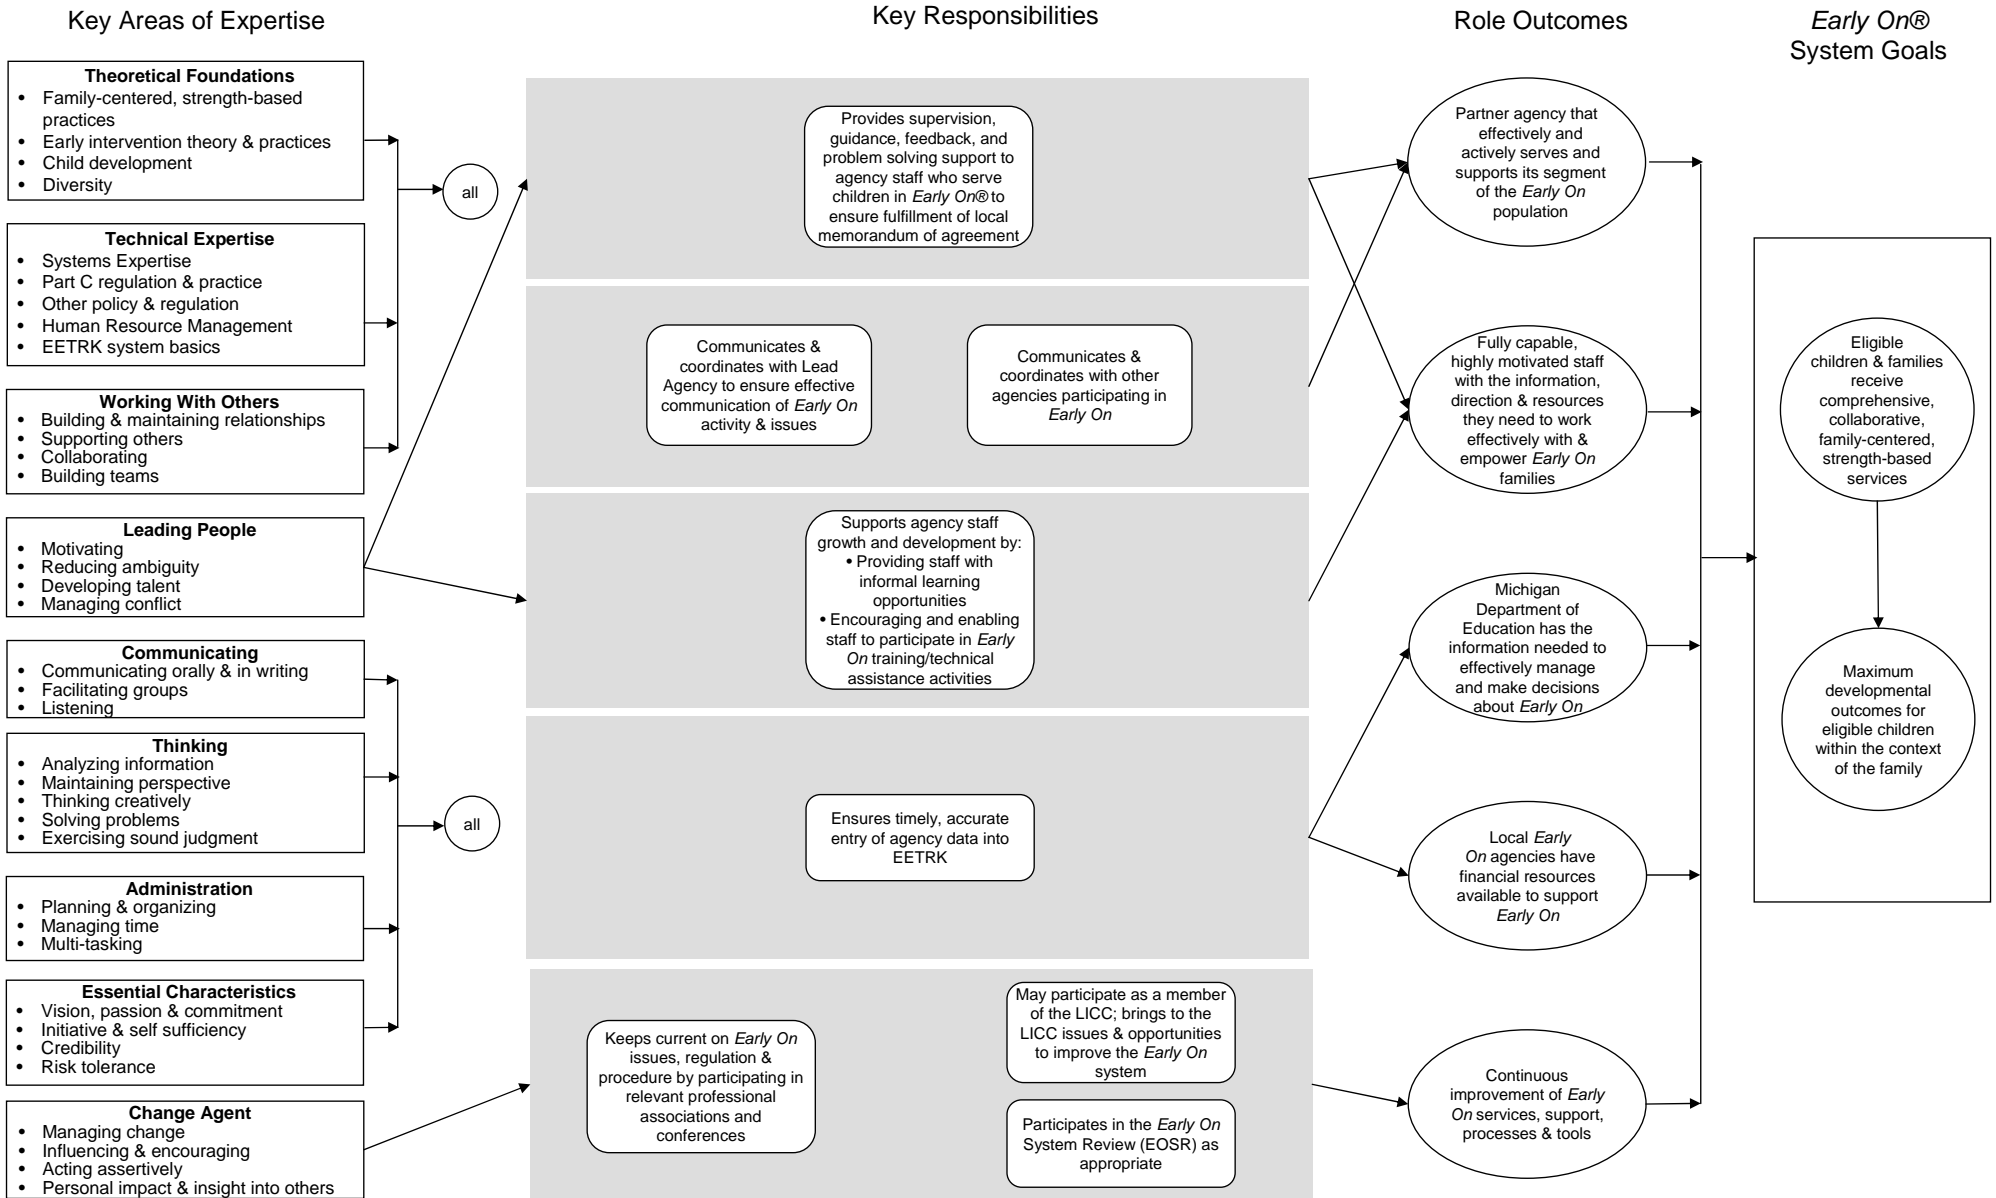 Key Areas of Expertise
Key Responsibilities
Role Outcomes
Early On®
System Goals
Theoretical Foundations
• Family-centered, strength-based
practices
• Early intervention theory & practices
• Child development
• Diversity
Technical Expertise
• Systems Expertise
• Part C regulation & practice
• Other policy & regulation
• Human Resource Management
• EETRK system basics
Working With Others
• Building & maintaining relationships
• Supporting others
• Collaborating
• Building teams
Leading People
• Motivating
• Reducing ambiguity
• Developing talent
• Managing conflict
Communicating
• Communicating orally & in writing
• Facilitating groups
• Listening
Thinking
• Analyzing information
• Maintaining perspective
• Thinking creatively
• Solving problems
• Exercising sound judgment
Administration
• Planning & organizing
• Managing time
• Multi-tasking
Essential Characteristics
• Vision, passion & commitment
• Initiative & self sufficiency
• Credibility
• Risk tolerance
Change Agent
• Managing change
• Influencing & encouraging
• Acting assertively
• Personal impact & insight into others
all
all
Provides supervision,
guidance, feedback, and
problem solving support to
agency staff who serve
children in Early On® to
ensure fulfillment of local
memorandum of agreement
Communicates &
coordinates with Lead
Agency to ensure effective
communication of Early On
activity & issues
Communicates &
coordinates with other
agencies participating in
Early On
Supports agency staff
growth and development by:
• Providing staff with
informal learning
opportunities
• Encouraging and enabling
staff to participate in Early
On training/technical
assistance activities
Ensures timely, accurate
entry of agency data into
EETRK
Keeps current on Early On
issues, regulation &
procedure by participating in
relevant professional
associations and
conferences
May participate as a member
of the LICC; brings to the
LICC issues & opportunities
to improve the Early On
system
Participates in the Early On
System Review (EOSR) as
appropriate
Partner agency that
effectively and
actively serves and
supports its segment
of the Early On
population
Fully capable,
highly motivated staff
with the information,
direction & resources
they need to work
effectively with &
empower Early On
families
Michigan
Department of
Education has the
information needed to
effectively manage
and make decisions
about Early On
Local Early
On agencies have
financial resources
available to support
Early On
Continuous
improvement of Early
On services, support,
processes & tools
Eligible
children & families
receive
comprehensive,
collaborative,
family-centered,
strength-based
services
Maximum
developmental
outcomes for
eligible children
within the context
of the family